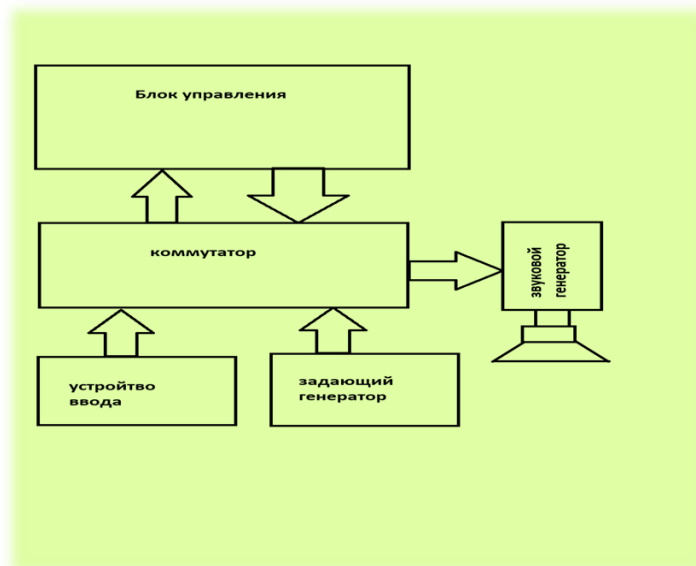 Блок управления
коммутатор
звуковой
генератор
устройтво
ввода
задающий
генератор